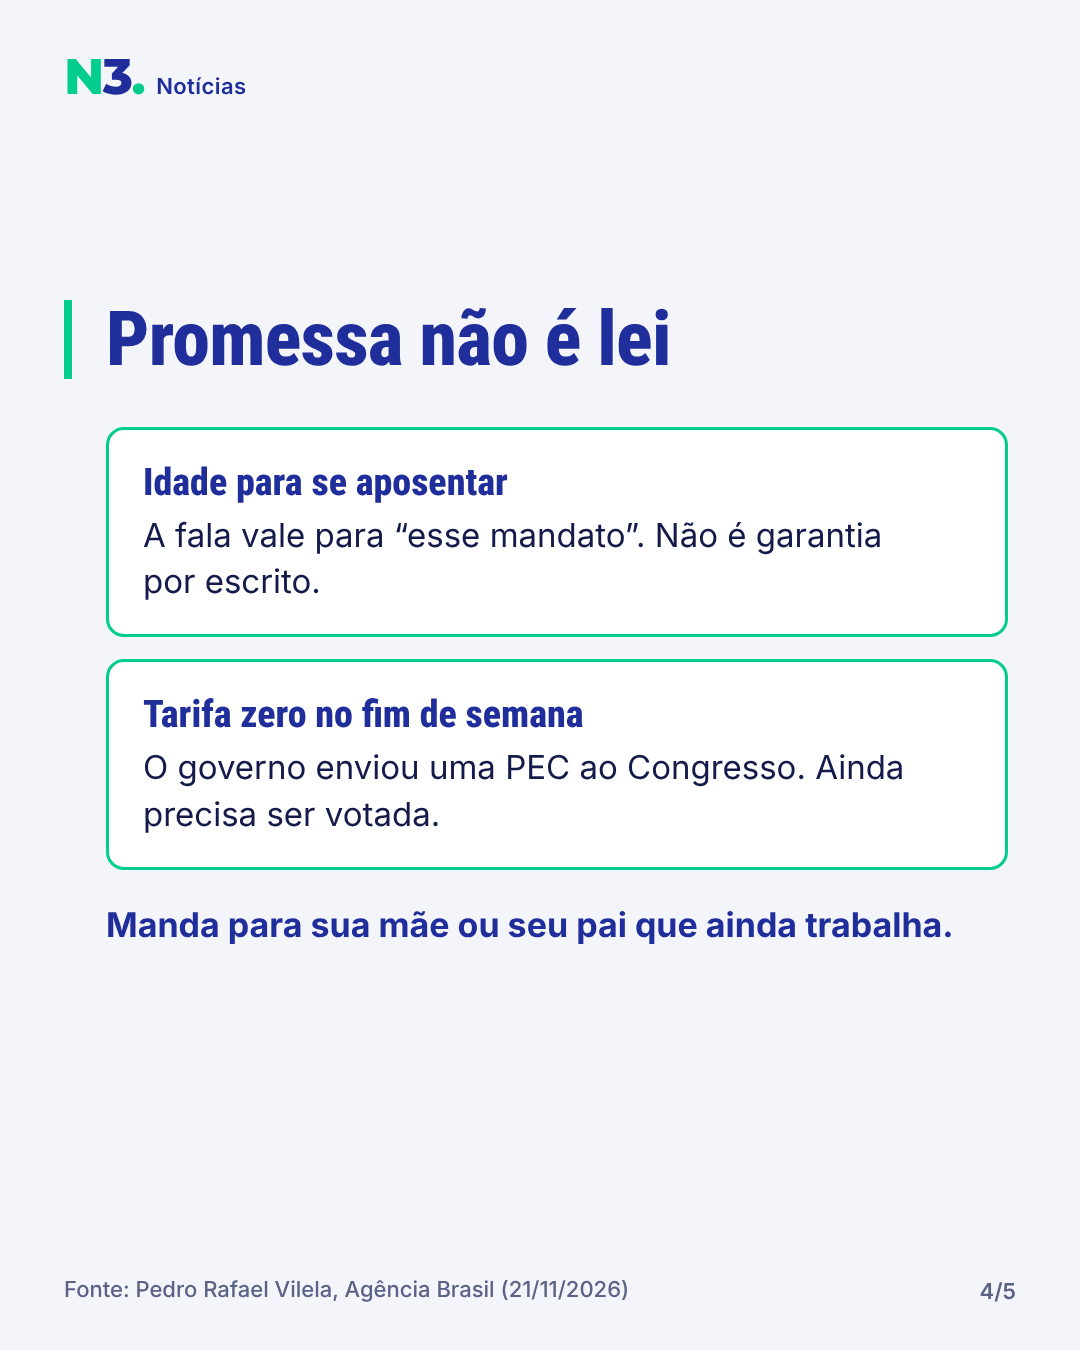 N3. Notícias
Promessa não é lei
Idade para se aposentar
A fala vale para “esse mandato”. Não é garantia
por escrito.
Tarifa zero no fim de semana
O governo enviou uma PEC ao Congresso. Ainda
precisa ser votada.
Manda para sua mãe ou seu pai que ainda trabalha.
Fonte: Pedro Rafael Vilela, Agência Brasil (21/11/2026)
4/5